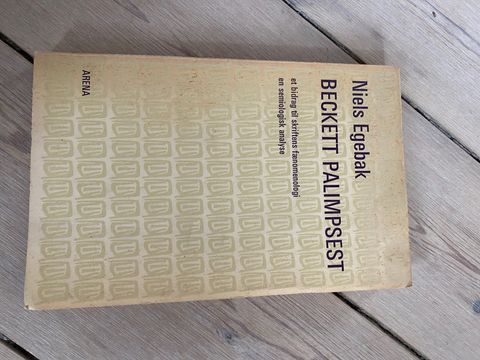 Niels Egebak
BECKETT PALIMPSEST
et bidrag til skriftens fænomenologi
en semiologisk analyse
ARENA